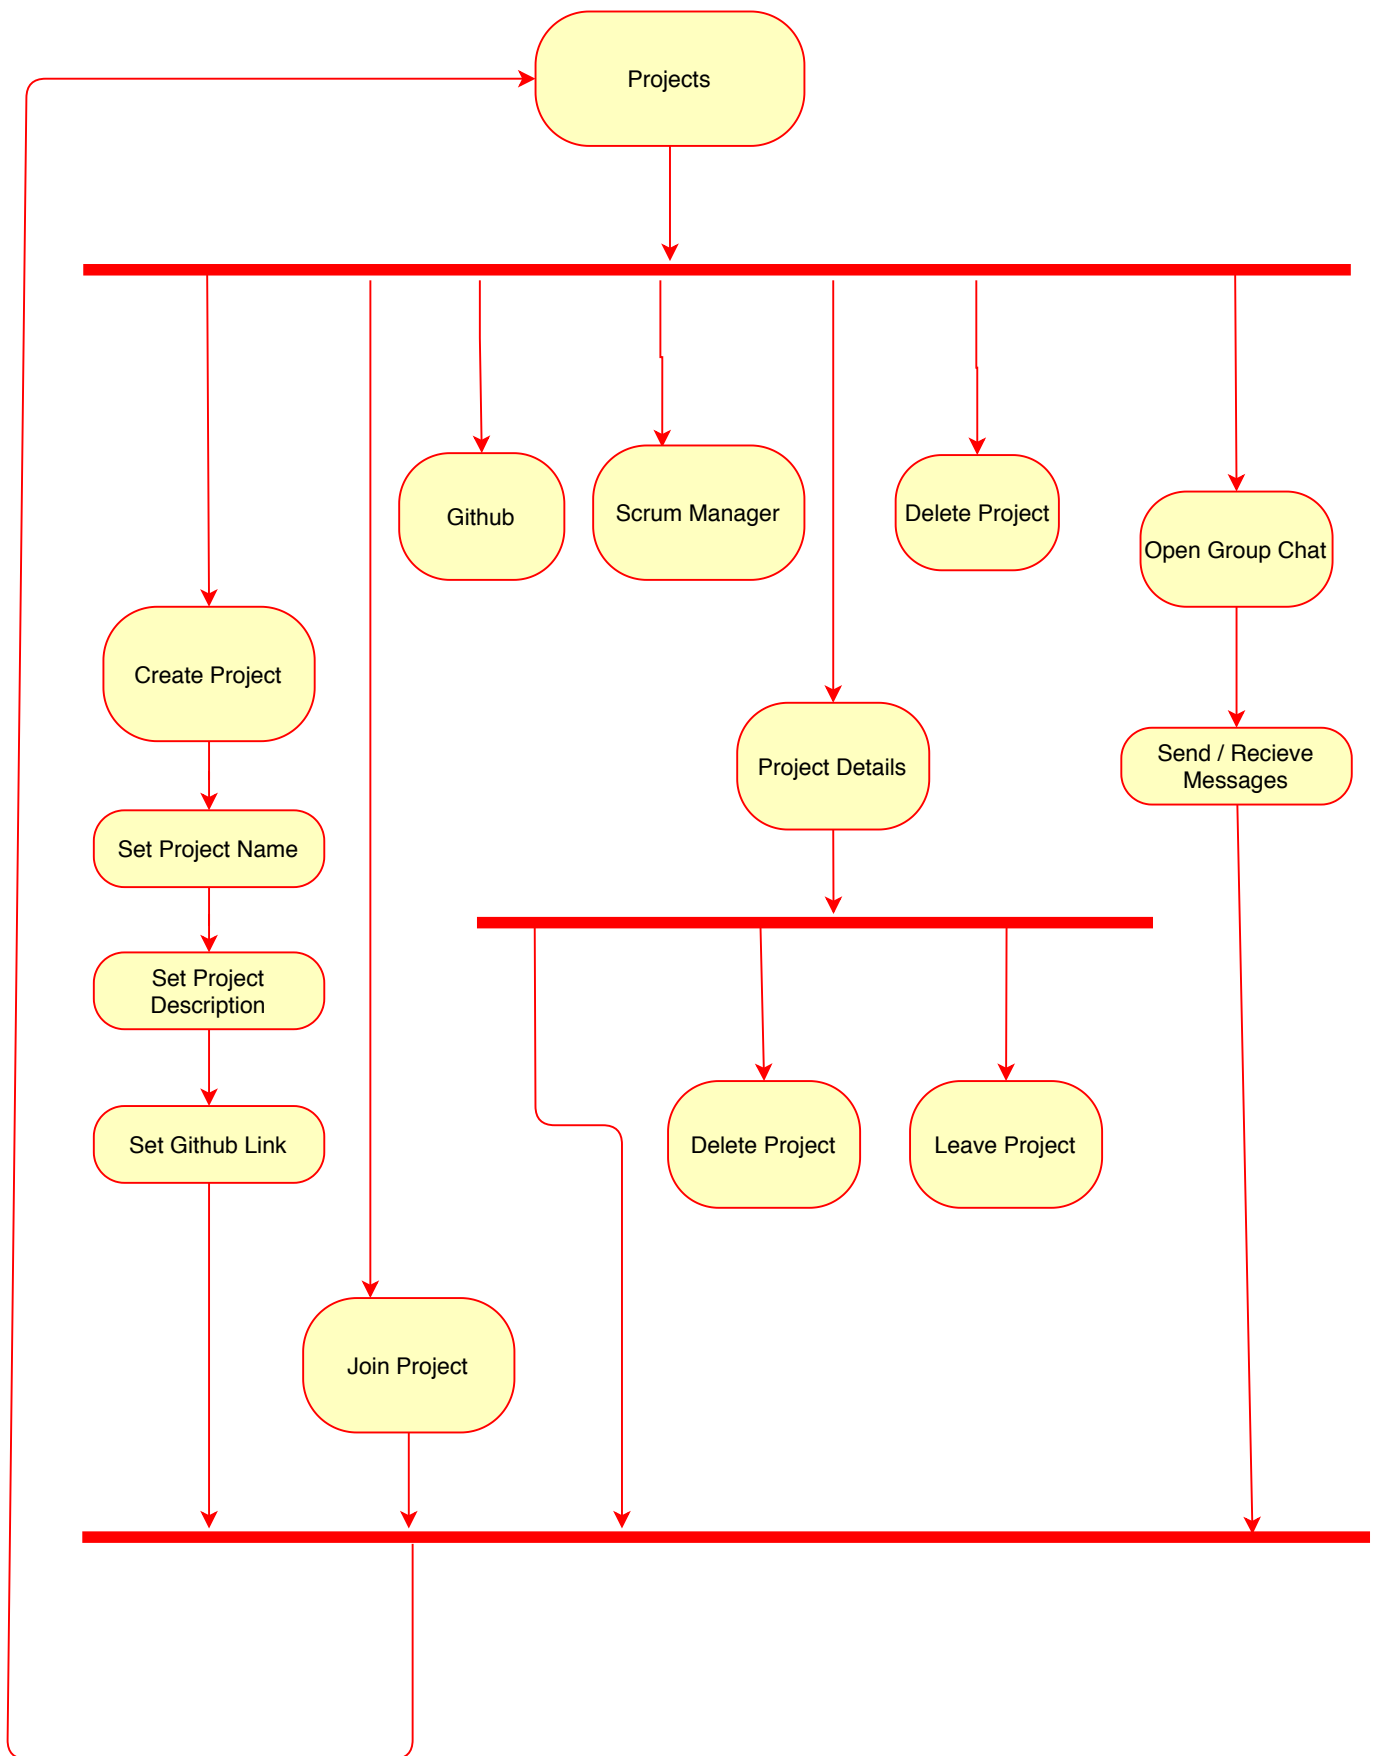 Projects
Github
Scrum Manager
Delete Project
Open Group Chat
Create Project
Project Details
Send / Recieve
Messages
Set Project Name
Set Project
Description
Set Github Link
Delete Project
Leave Project
Join Project